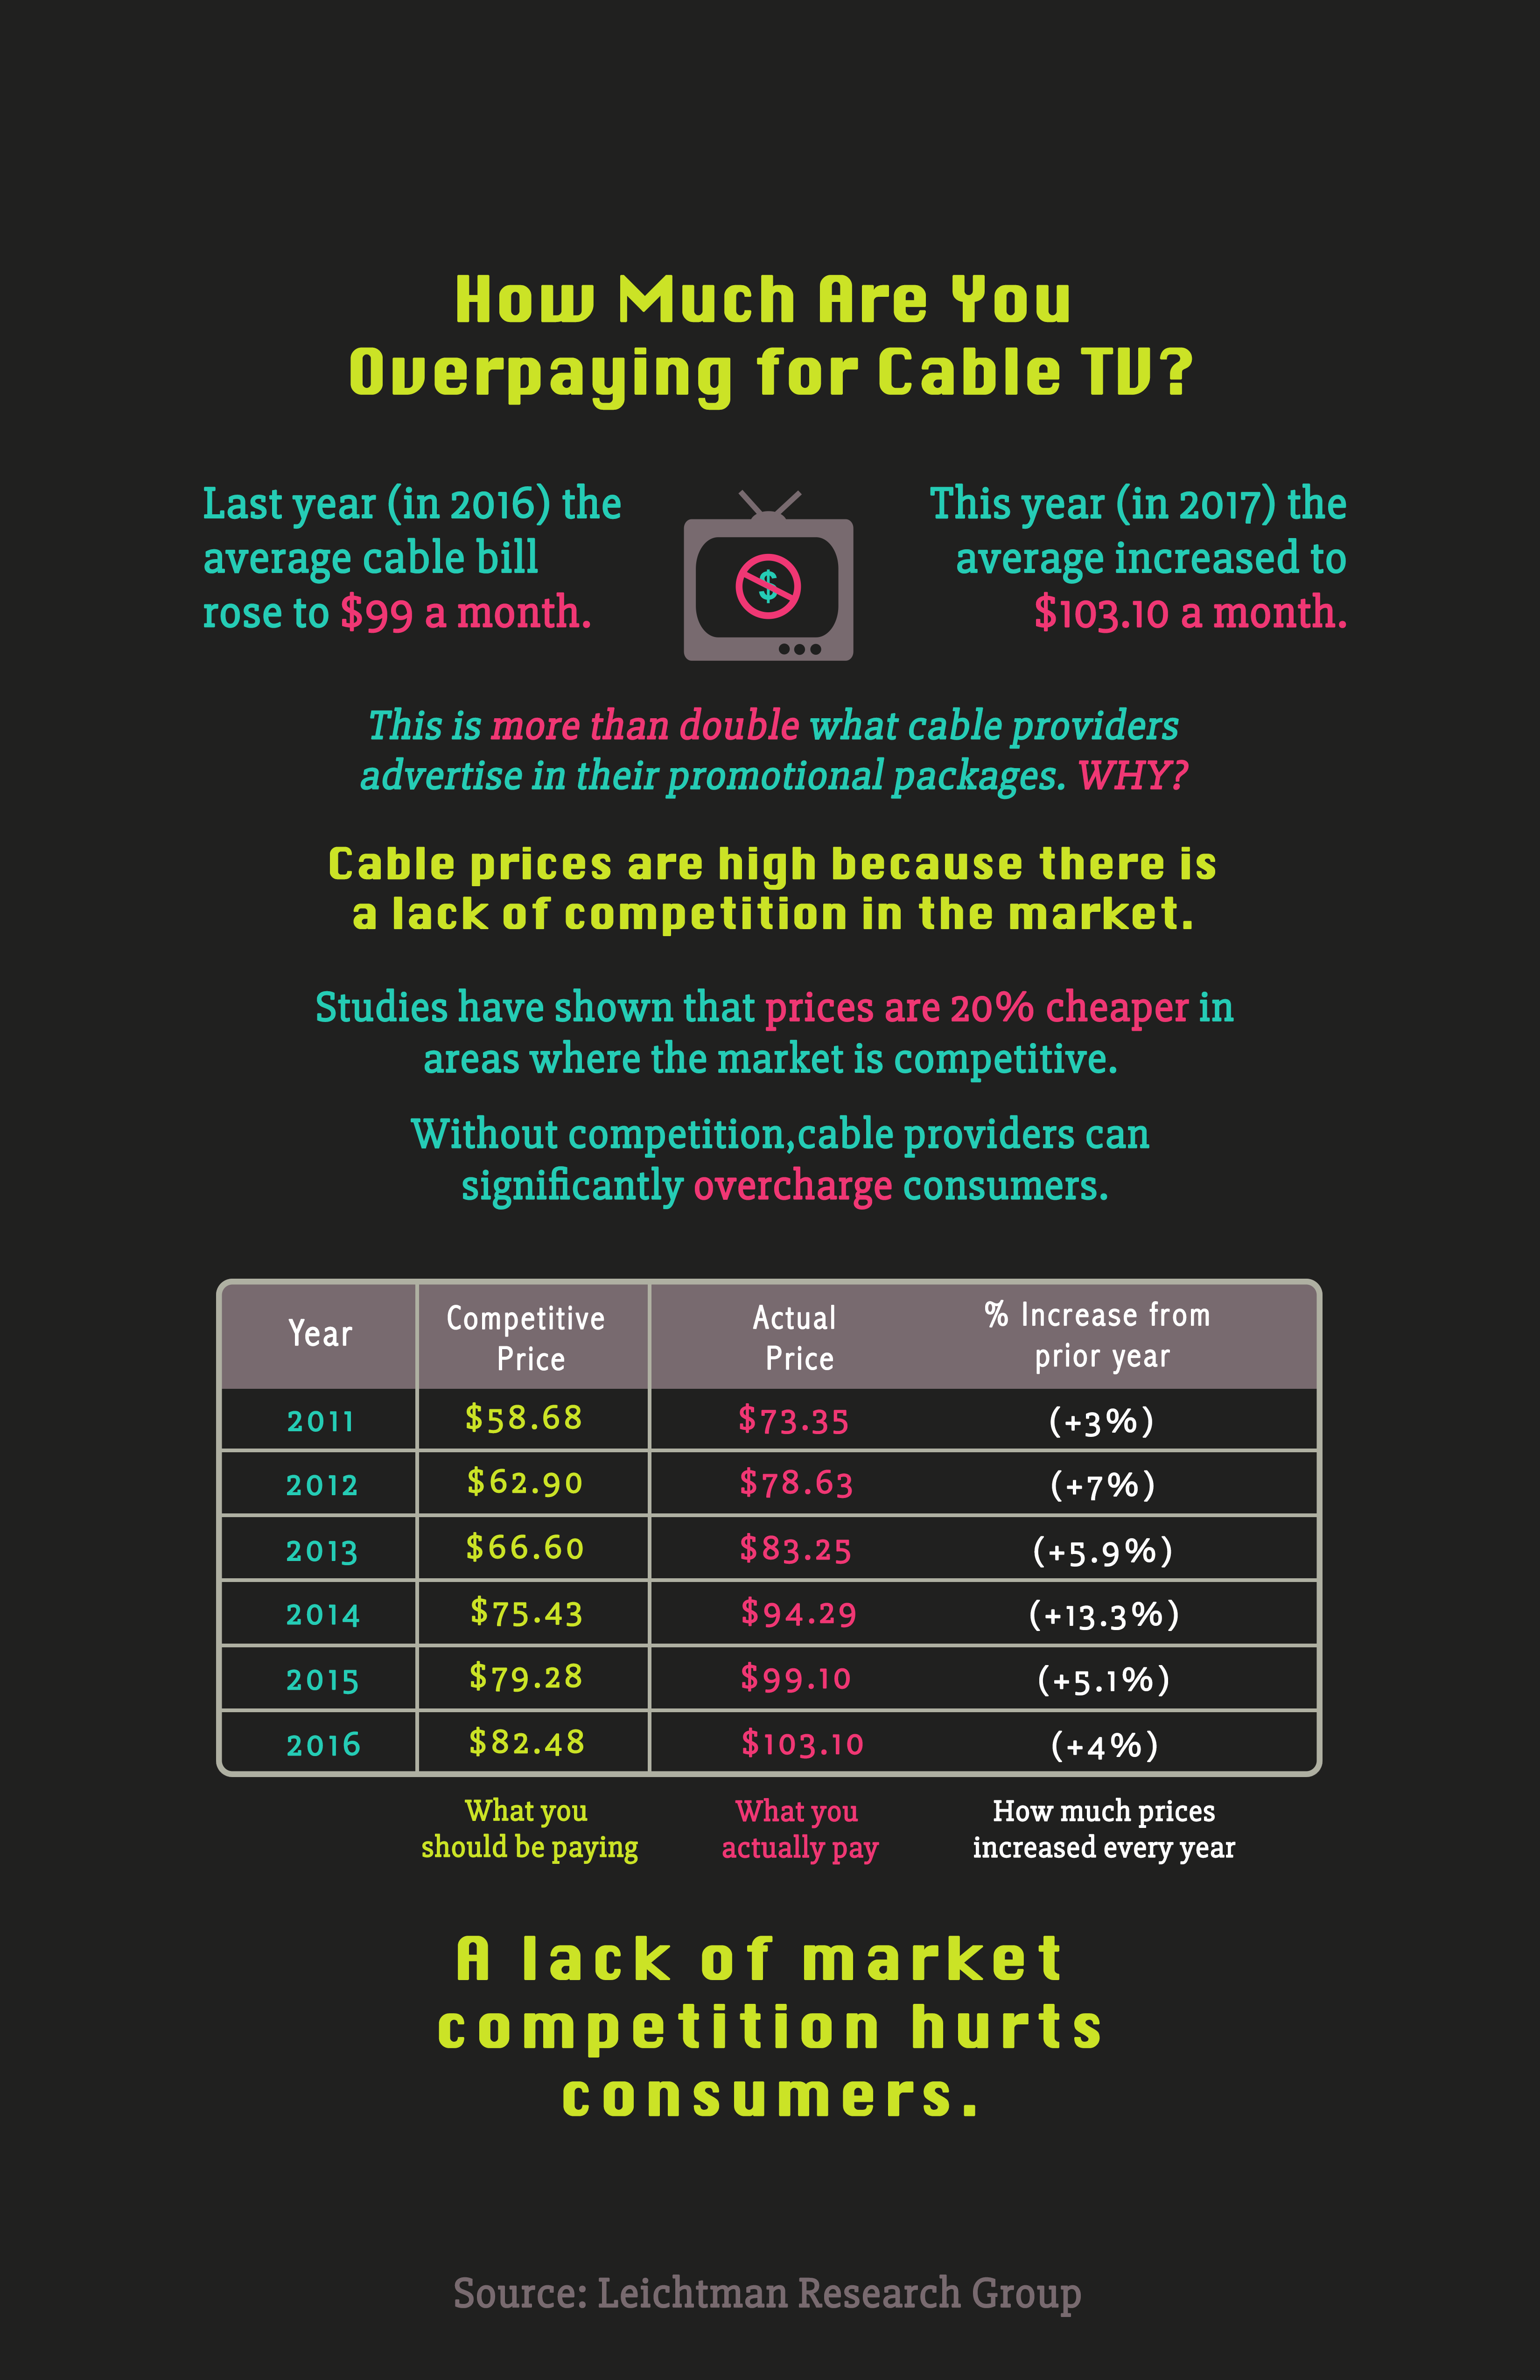 How Much Are You
Overpaying for Cable TV?
Last year (in 2016) the
average cable bill
rose to $99 a month.
$
This year (in 2017) the
average increased to
$103.10 a month.
This is more than double what cable providers
advertise in their promotional packages. WHY?
Cable prices are high because there is
a lack of competition in the market.
Studies have shown that prices are 20% cheaper in
areas where the market is competitive.
Without competition,cable providers can
significantly overcharge consumers.
Year Competitive Price Actual Price % Increase from prior year
2011 $58.68 $73.35 (+3%)
2012 $62.90 $78.63 (+7%)
2013 $66.60 $83.25 (+5.9%)
2014 $75.43 $94.29 (+13.3%)
2015 $79.28 $99.10 (+5.1%)
2016 $82.48 $103.10 (+4%)
What you
should be paying
What you
actually pay
How much prices
increased every year
A lack of market
competition hurts
consumers.
Source: Leichtman Research Group